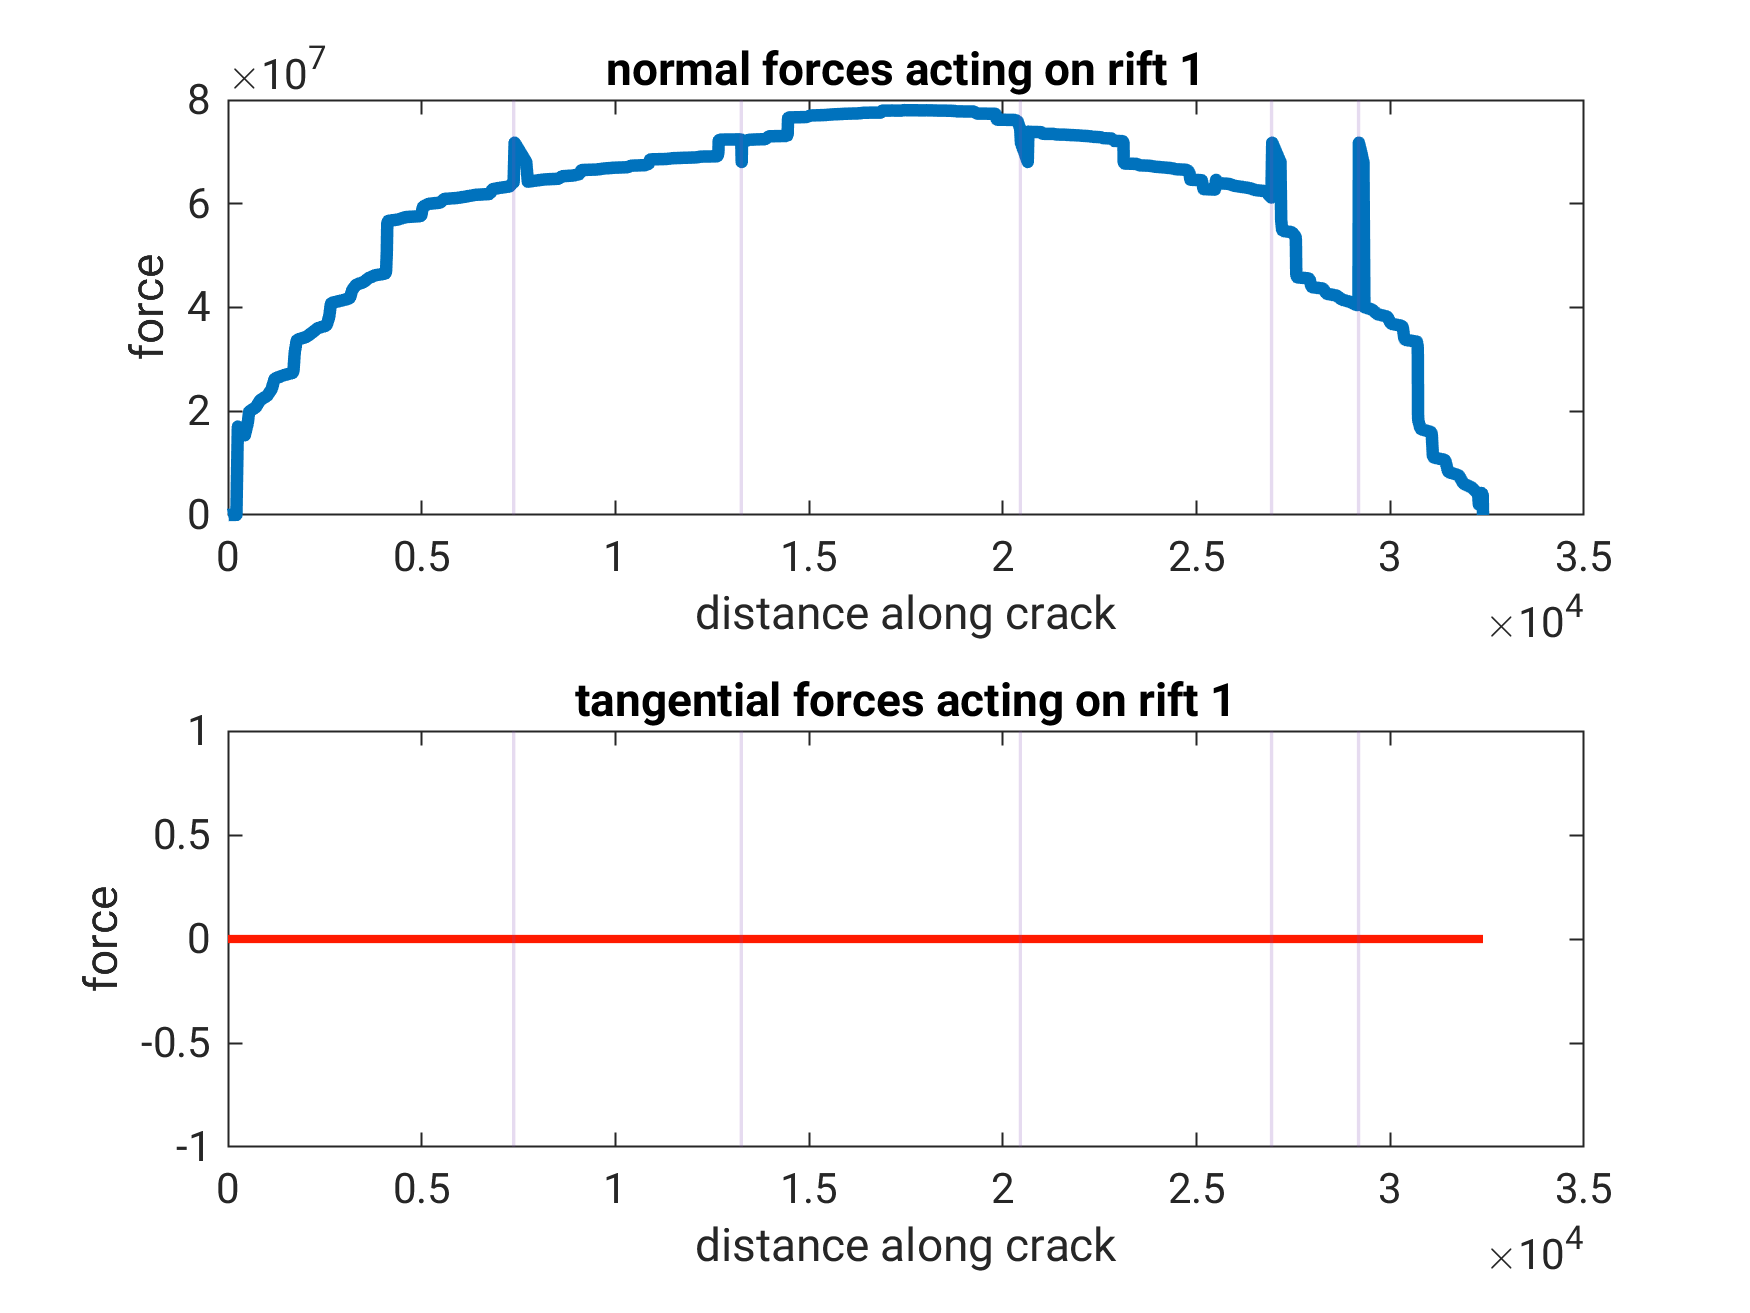 ×10^7
normal forces acting on rift 1
8
6
4
2
0
force
0 0.5 1 1.5 2 2.5 3 3.5
distance along crack
×10^4
tangential forces acting on rift 1
1
0.5
0
-0.5
-1
force
0 0.5 1 1.5 2 2.5 3 3.5
distance along crack
×10^4